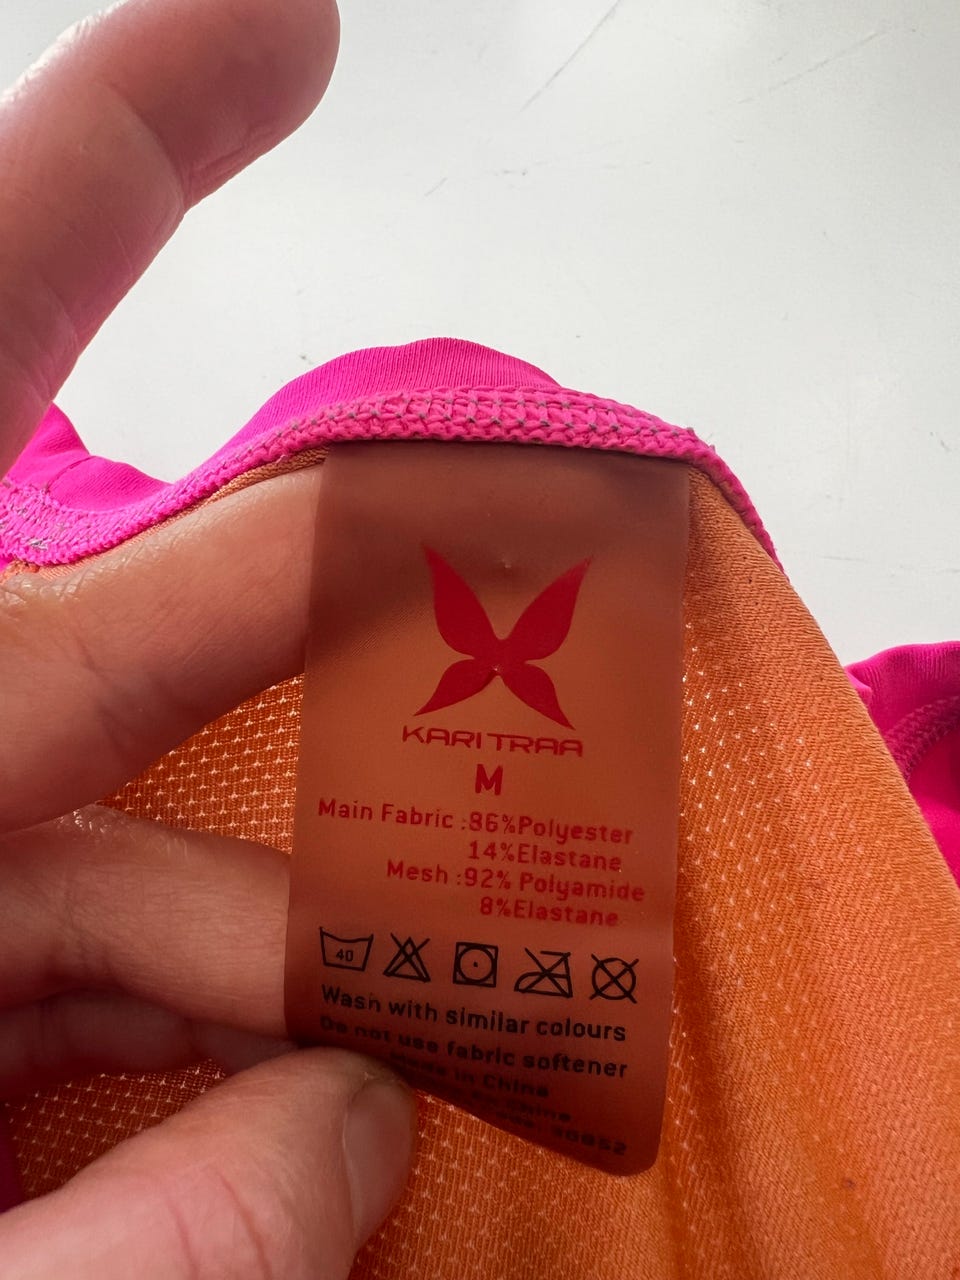 KARI TRAA
M
Main Fabric :86%Polyester
14%Elastane
Mesh :92% Polyamide
8%Elastane
40
Wash with similar colours
Do not use fabric softener
Made in China